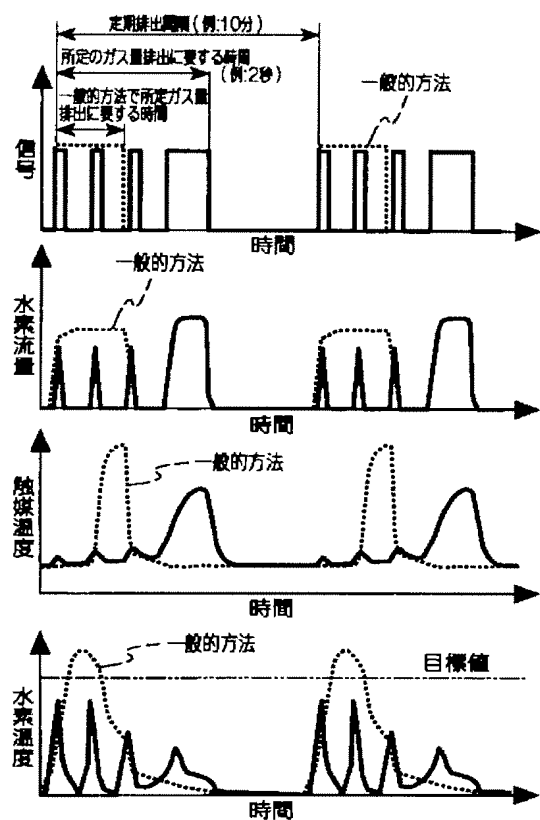 定期排出間隔(例:10分)
所定のガス量排出に要する時間
(例:2秒)
一般的方法で所定ガス量
排出に要する時間
一般的方法
信号
時間
一般的方法
水素流量
時間
一般的方法
触媒温度
時間
一般的方法
目標値
水素温度
時間